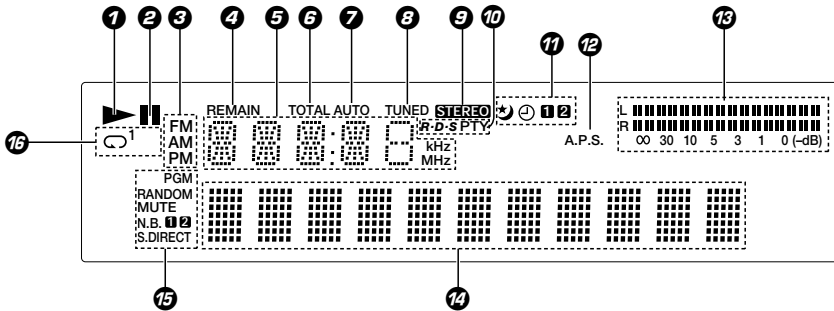 1 2 3 4 5 6 7 8 9 10 11 12 13
REMAIN TOTAL AUTO TUNED STEREO
1 2
FM
AM
PM
R·D·S PTY
kHz
MHz
A.P.S.
L
R
∞ 30 10 5 3 1 0 (–dB)
16
1
PGM
RANDOM
MUTE
N.B. 1 2
S.DIRECT
15 14